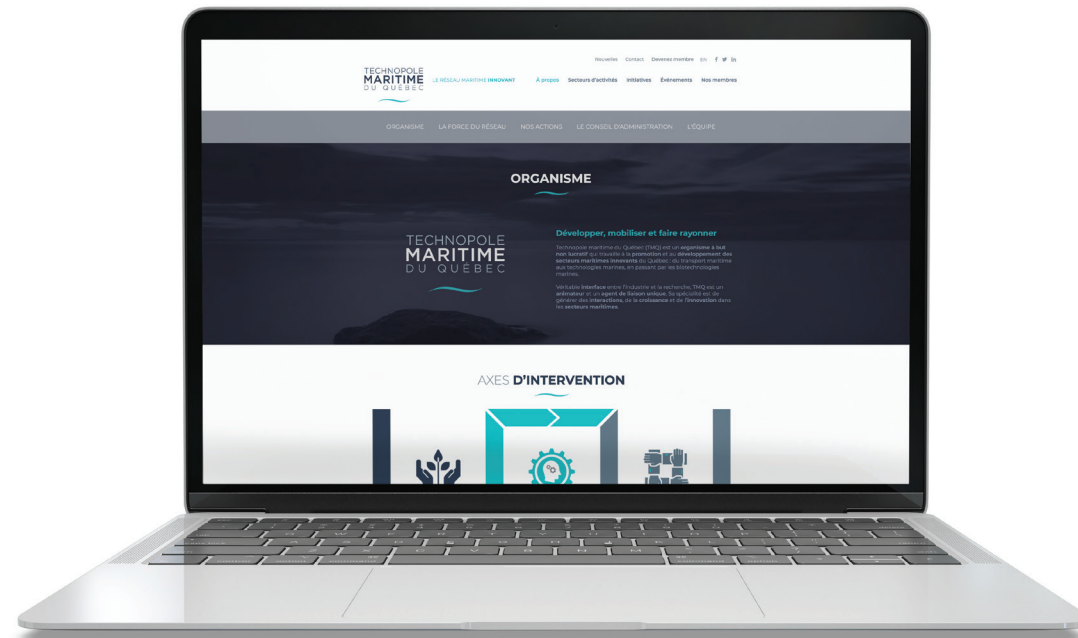 Nouvelles Contact Devenez membre EN
TECHNOPOLE
MARITIME
DU QUÉBEC
LE RÉSEAU MARITIME INNOVANT
À propos Secteurs d'activités Initiatives Événements Nos membres
ORGANISME LA FORCE DU RÉSEAU NOS ACTIONS LE CONSEIL D'ADMINISTRATION L'ÉQUIPE
ORGANISME
TECHNOPOLE
MARITIME
DU QUÉBEC
Développer, mobiliser et faire rayonner
Technopole maritime du Québec (TMQ) est un organisme à but
non lucratif qui travaille à la promotion et au développement des
secteurs maritimes innovants du Québec: du transport maritime
aux technologies marines, en passant par les biotechnologies
marines.
Véritable interface entre l'industrie et la recherche, TMQ est un
animateur et un agent de liaison unique. Sa spécialité est de
générer des interactions, de la croissance et de l'innovation dans
les secteurs maritimes.
AXES D'INTERVENTION